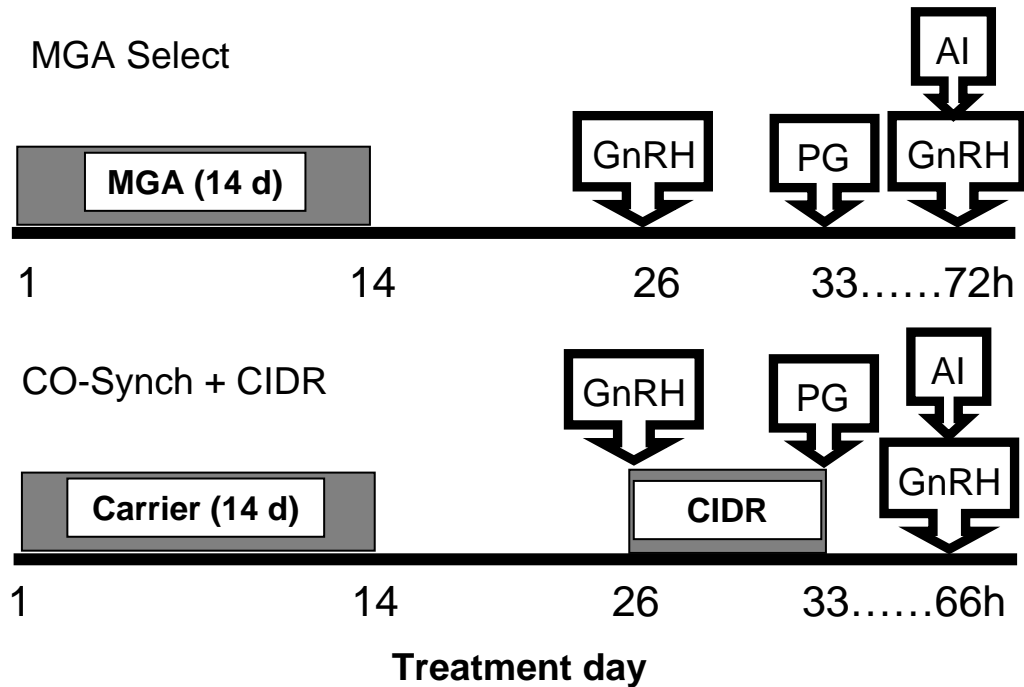 MGA Select
AI
GnRH
PG
GnRH
MGA (14 d)
1
14
26
33……72h
CO-Synch + CIDR
GnRH
PG
AI
GnRH
Carrier (14 d)
CIDR
1
14
26
33……66h
Treatment day